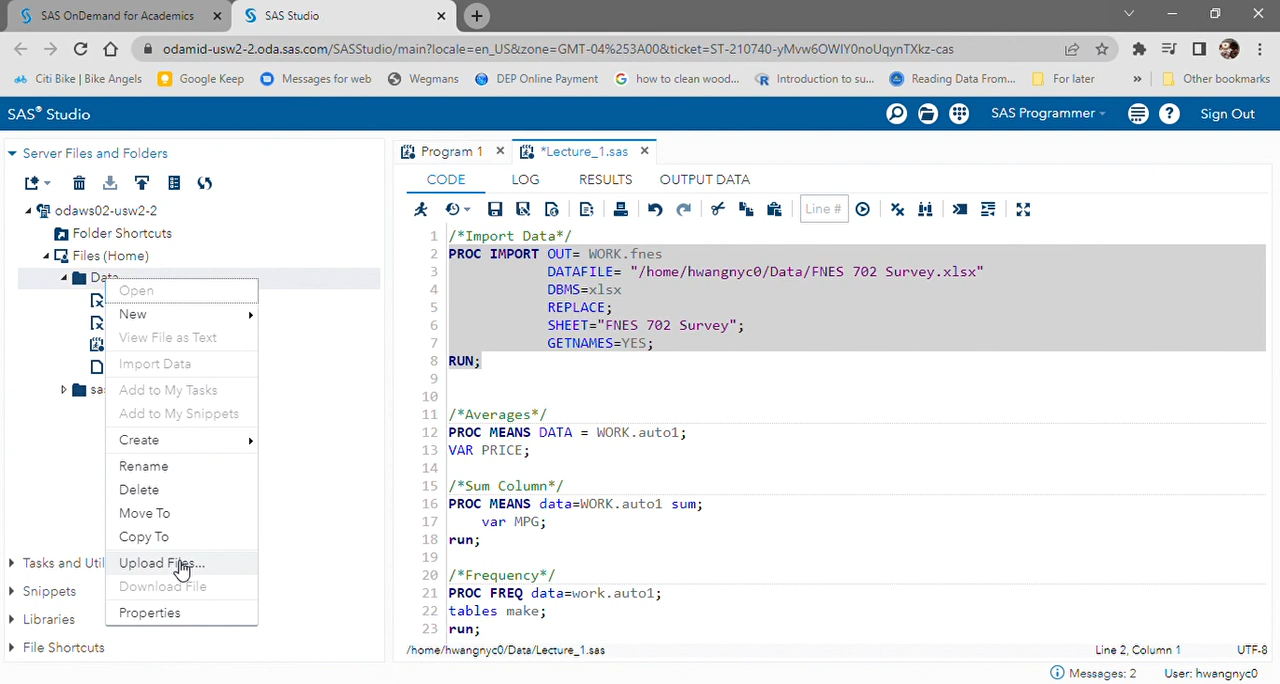 SAS OnDemand for Academics
SAS Studio
odamid-usw2-2.oda.sas.com/SASStudio/main?locale=en_US&zone=GMT-04%253A00&ticket=ST-210740-yMvw6OWIY0noUqynTXkz-cas
Citi Bike | Bike Angels
Google Keep
Messages for web
Wegmans
DEP Online Payment
how to clean wood...
Introduction to su...
Reading Data From...
For later
»
Other bookmarks
SAS® Studio
SAS Programmer
Sign Out
Server Files and Folders
odaws02-usw2-2
Folder Shortcuts
Files (Home)
Data
sas
Open
New
View File as Text
Import Data
Add to My Tasks
Add to My Snippets
Create
Rename
Delete
Move To
Copy To
Upload Files...
Download File
Properties
Tasks and Util
Snippets
Libraries
File Shortcuts
Program 1
*Lecture_1.sas
CODE LOG RESULTS OUTPUT DATA
Line #
1 /*Import Data*/
2 PROC IMPORT OUT= WORK.fnes
3 DATAFILE= "/home/hwangnyc0/Data/FNES 702 Survey.xlsx"
4 DBMS=xlsx
5 REPLACE;
6 SHEET="FNES 702 Survey";
7 GETNAMES=YES;
8 RUN;
9
10
11 /*Averages*/
12 PROC MEANS DATA = WORK.auto1;
13 VAR PRICE;
14
15 /*Sum Column*/
16 PROC MEANS data=WORK.auto1 sum;
17 var MPG;
18 run;
19
20 /*Frequency*/
21 PROC FREQ data=work.auto1;
22 tables make;
23 run;
/home/hwangnyc0/Data/Lecture_1.sas
Line 2, Column 1
UTF-8
Messages: 2
User: hwangnyc0